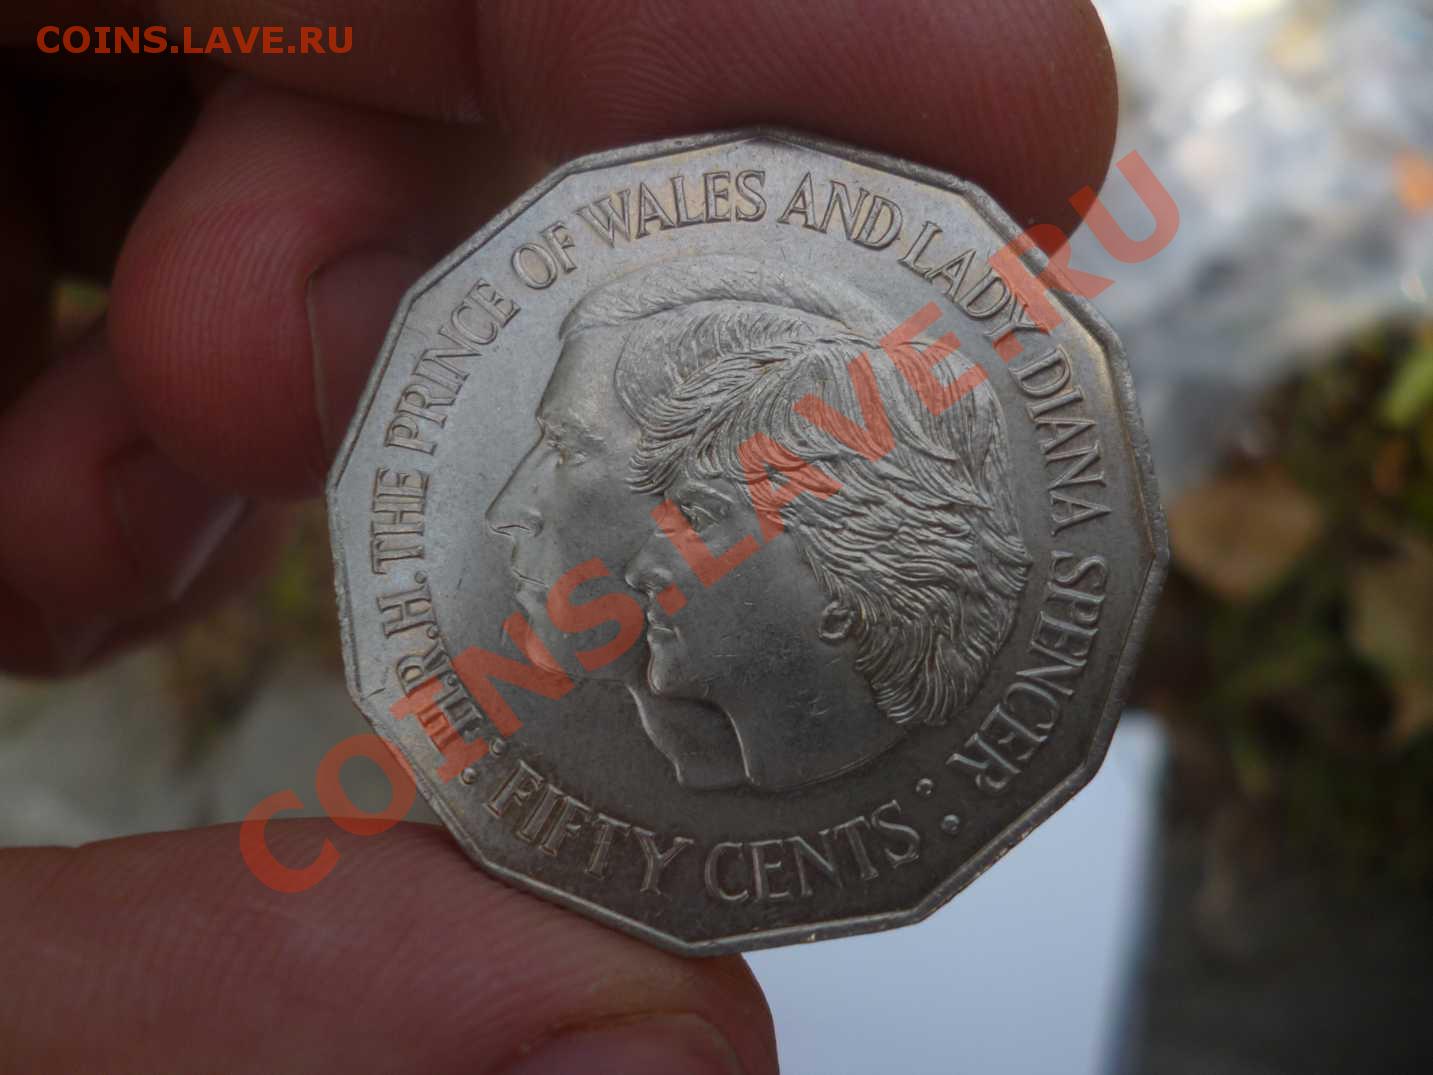 COINS.LAVE.RU
H.R.H. THE PRINCE OF WALES AND LADY DIANA SPENCER
: FIFTY CENTS :
COINS.LAVE.RU